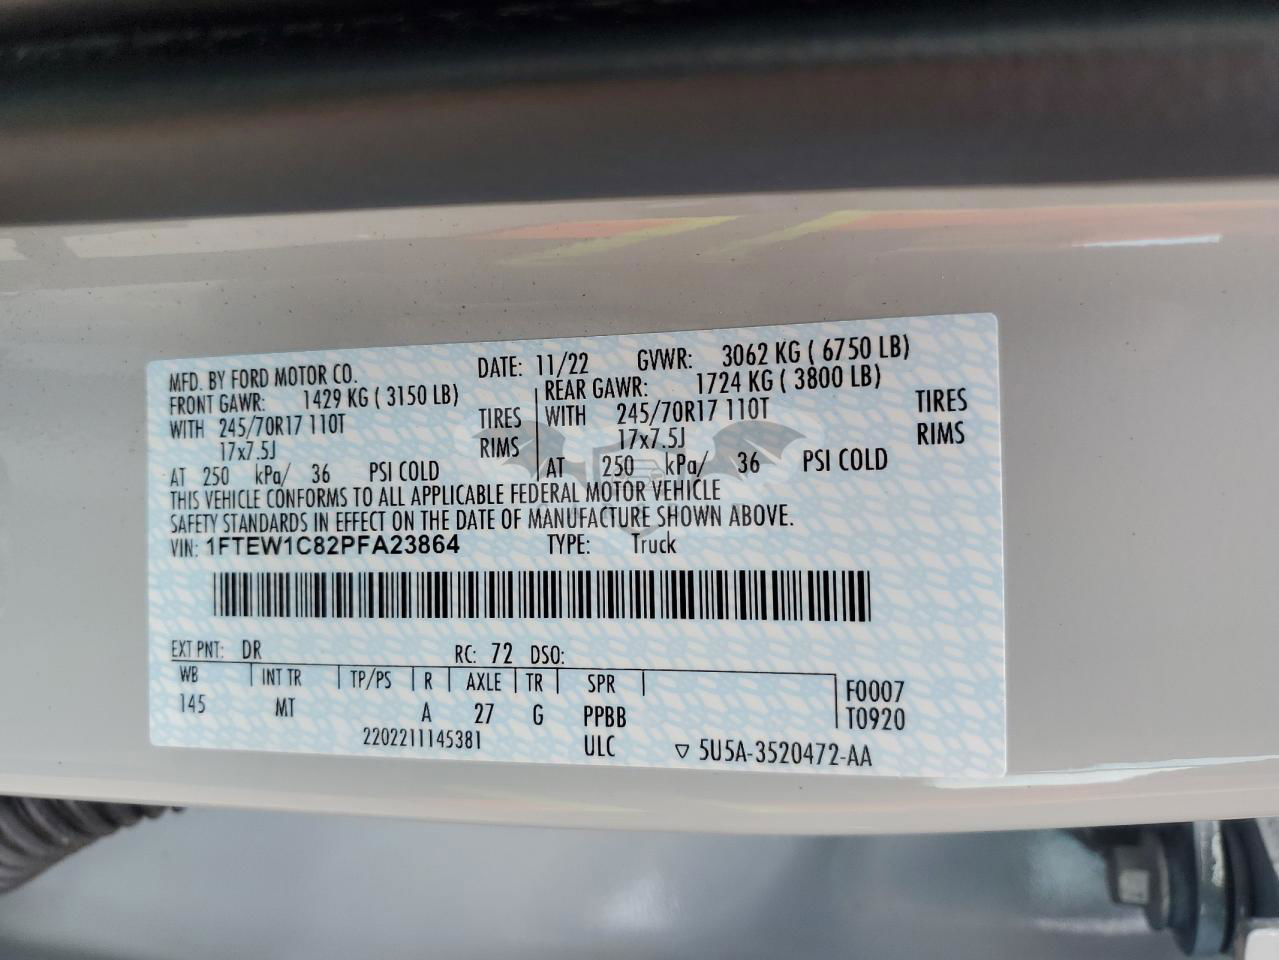 MFD. BY FORD MOTOR CO. DATE: 11/22 GVWR: 3062 KG ( 6750 LB)
FRONT GAWR: 1429 KG ( 3150 LB) REAR GAWR: 1724 KG ( 3800 LB)
WITH 245/70R17 110T TIRES WITH 245/70R17 110T TIRES
17x7.5J RIMS 17x7.5J RIMS
AT 250 kPa/ 36 PSI COLD AT 250 kPa/ 36 PSI COLD
THIS VEHICLE CONFORMS TO ALL APPLICABLE FEDERAL MOTOR VEHICLE
SAFETY STANDARDS IN EFFECT ON THE DATE OF MANUFACTURE SHOWN ABOVE.
VIN: 1FTEW1C82PFA23864 TYPE: Truck
EXT PNT: DR RC: 72 DSO:
WB INT TR TP/PS R AXLE TR SPR F0007
145 MT A 27 G PPBB T0920
2202211145381 ULC ▽ 5U5A-3520472-AA